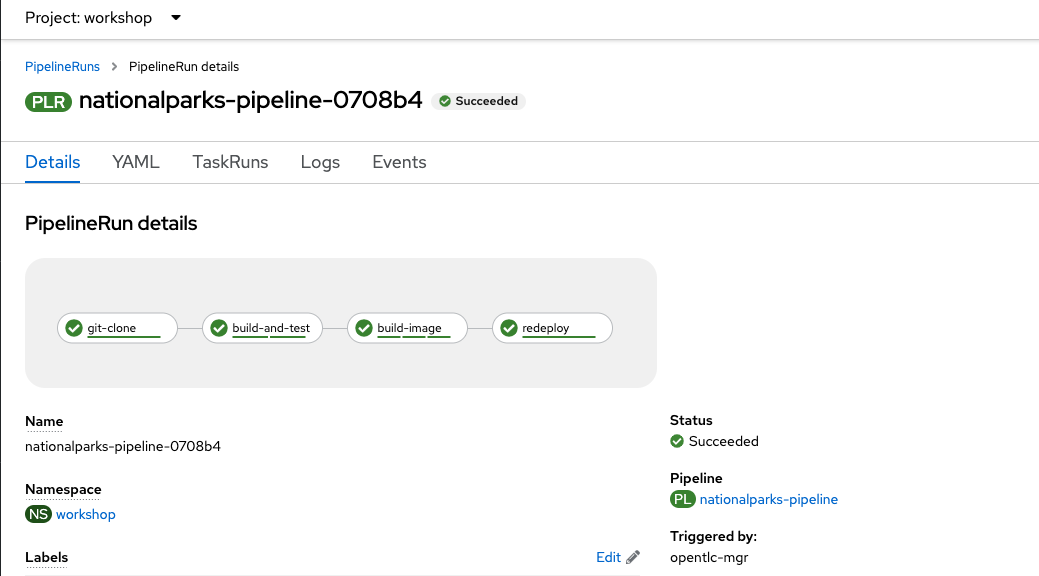 Project: workshop
PipelineRuns > PipelineRun details
PLR nationalparks-pipeline-0708b4 Succeeded
Details YAML TaskRuns Logs Events
PipelineRun details
git-clone build-and-test build-image redeploy
Name
nationalparks-pipeline-0708b4
Namespace
NS workshop
Labels
Edit
Status
Succeeded
Pipeline
PL nationalparks-pipeline
Triggered by:
opentlc-mgr